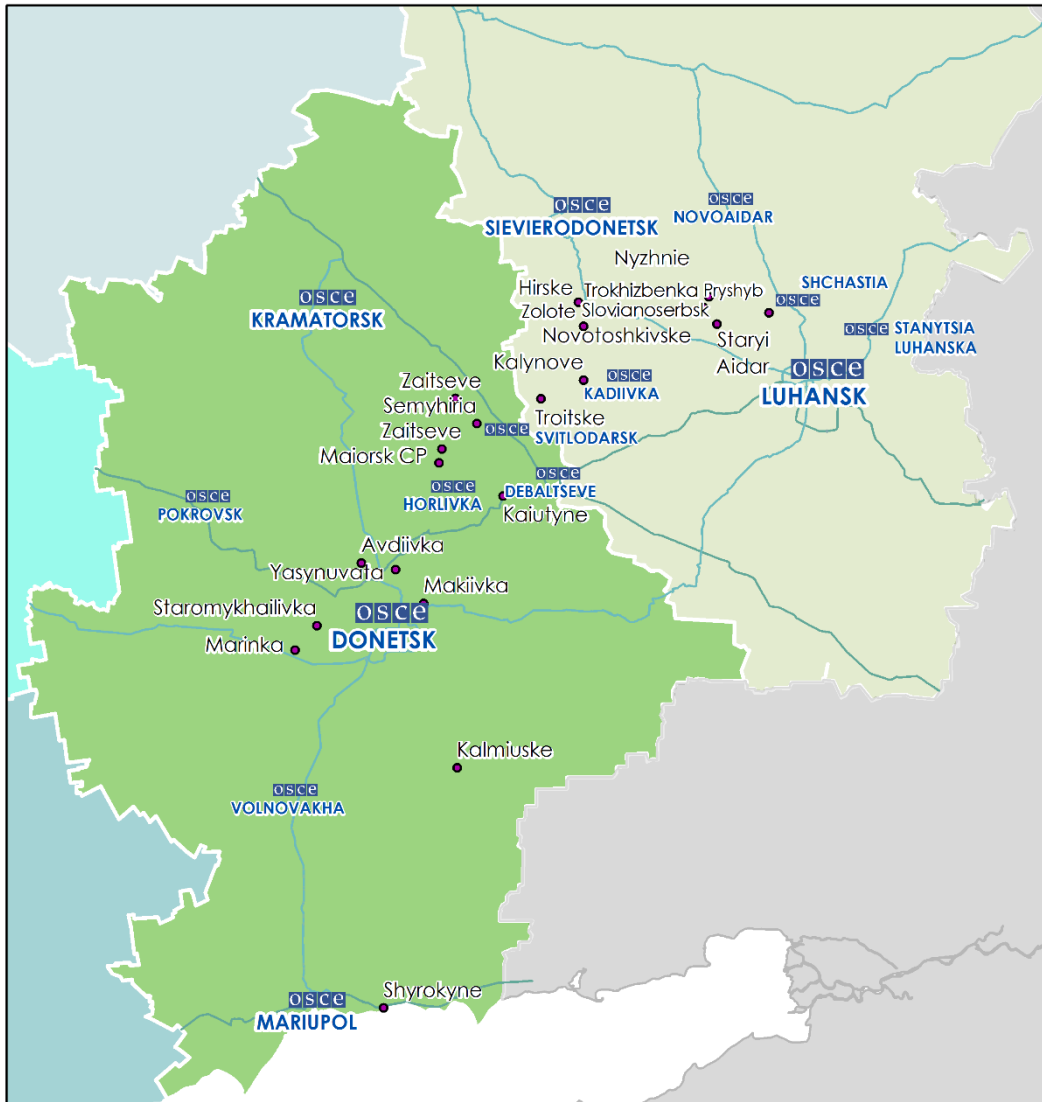 osce
NOVOAIDAR
osce
SIEVIERODONETSK
Nyzhnie
SHCHASTIA
osce
Hirske
Trokhizbenka
Pryshyb
osce
KRAMATORSK
Zolote
Slovianoserbsk
Novotoshkivske
Staryi
Aidar
osce
STANYTSIA
LUHANSKA
Kalynove
osce
KADIIVKA
osce
LUHANSK
Zaitseve
Semyhiria
Troitske
osce
SVITLODARSK
Zaitseve
Maiorsk CP
osce
HORLIVKA
osce
DEBALTSEVE
Kaiutyne
osce
POKROVSK
Avdiivka
Yasynuvata
Makiivka
Staromykhailivka
osce
DONETSK
Marinka
Kalmiuske
osce
VOLNOVAKHA
Shyrokyne
osce
MARIUPOL